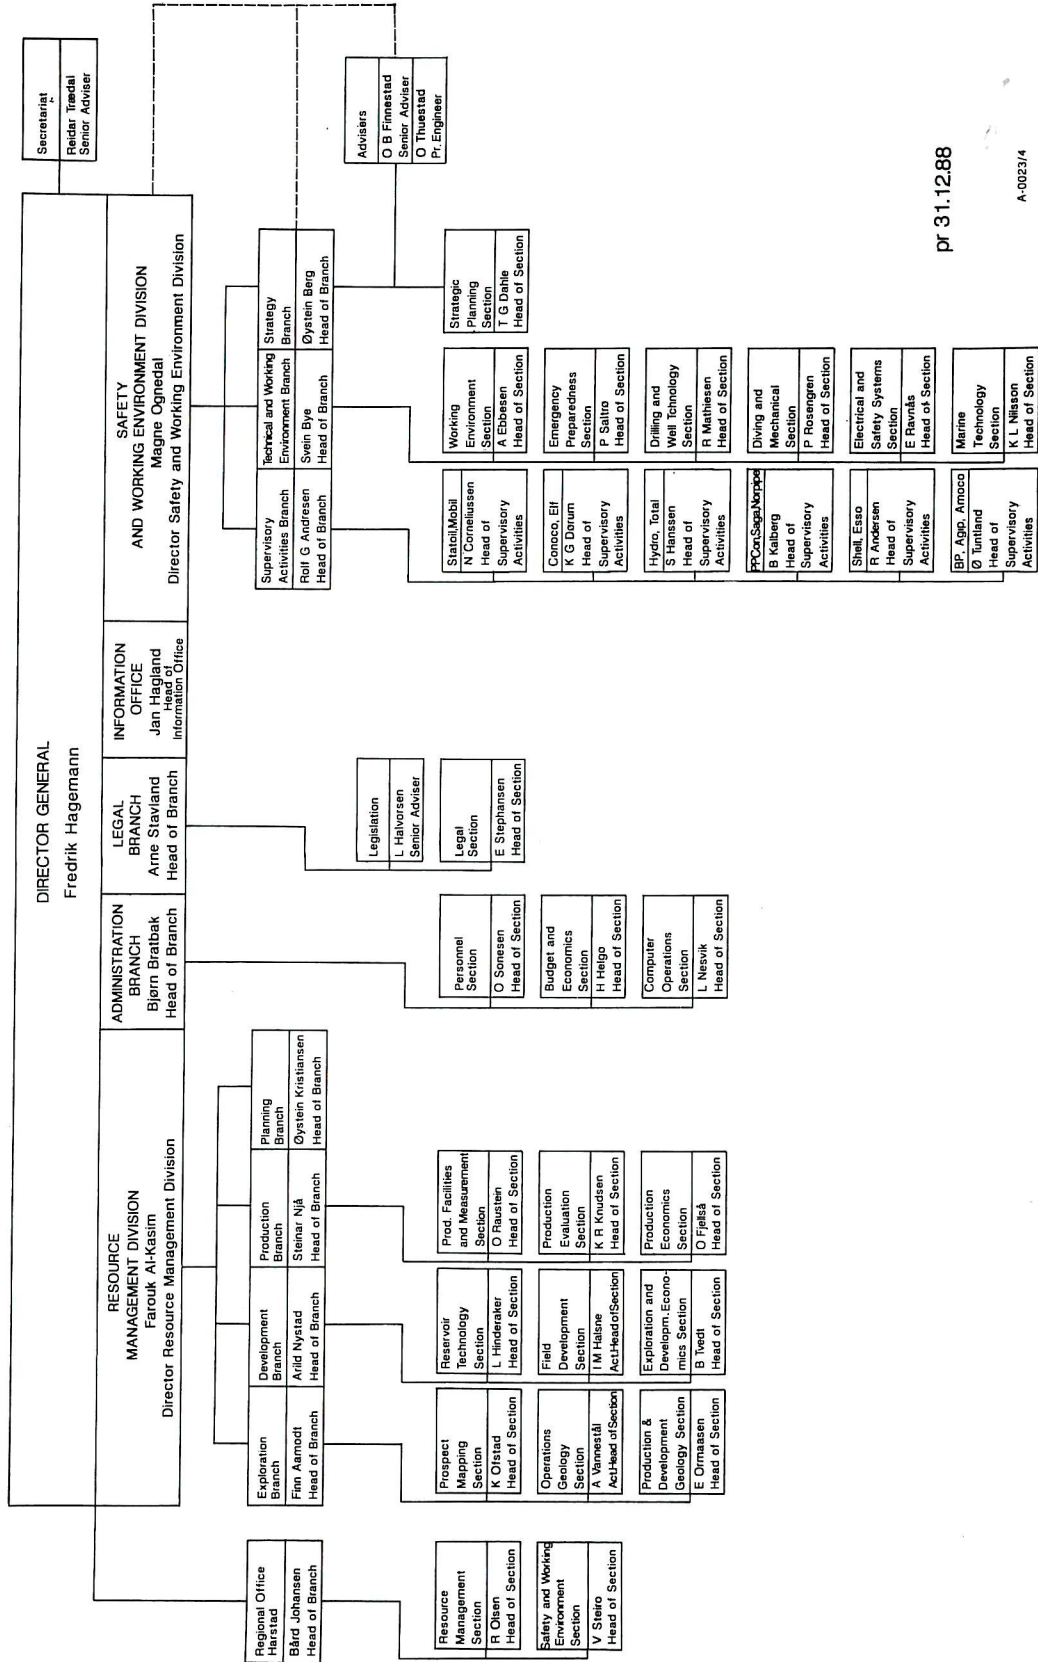 DIRECTOR GENERAL
Fredrik Hagemann
Secretariat
Reidar Trædal
Senior Adviser
RESOURCE
MANAGEMENT DIVISION
Farouk Al-Kasim
Director Resource Management Division
ADMINISTRATION
BRANCH
Bjørn Bratbak
Head of Branch
LEGAL
BRANCH
Arne Stavland
Head of Branch
INFORMATION
OFFICE
Jan Hagland
Head of
Information Office
SAFETY
AND WORKING ENVIRONMENT DIVISION
Magne Ognedal
Director Safety and Working Environment Division
Regional Office
Harstad
Bård Johansen
Head of Branch
Exploration
Branch
Finn Aamodt
Head of Branch
Development
Branch
Arild Nystad
Head of Branch
Production
Branch
Steinar Njå
Head of Branch
Planning
Branch
Øystein Kristiansen
Head of Branch
Supervisory
Activities Branch
Rolf G Andresen
Head of Branch
Technical and Working
Environment Branch
Svein Bye
Head of Branch
Strategy
Branch
Øystein Berg
Head of Branch
Legislation
L Halvorsen
Senior Adviser
Legal
Section
E Stephansen
Head of Section
Advisers
O B Finnestad
Senior Adviser
O Thuestad
Pr. Engineer
Resource
Management
Section
R Olsen
Head of Section
Safety and Working
Environment
Section
V Steiro
Head of Section
Prospect
Mapping
Section
K Ofstad
Head of Section
Operations
Geology
Section
A Vannestål
Act.Head of Section
Production &
Development
Geology Section
E Ormaasen
Head of Section
Reservoir
Technology
Section
L Hinderaker
Head of Section
Field
Development
Section
I M Halsne
Act.Head of Section
Exploration and
Developm. Econo-
mics Section
B Tvedt
Head of Section
Prod. Facilities
and Measurement
Section
O Raustein
Head of Section
Production
Evaluation
Section
K R Knudsen
Head of Section
Production
Economics
Section
O Fjellså
Head of Section
Personnel
Section
O Sonesen
Head of Section
Budget and
Economics
Section
H Helgo
Head of Section
Computer
Operations
Section
L Nesvik
Head of Section
Statoil,Mobil
N Corneliussen
Head of
Supervisory
Activities
Conoco, Elf
K G Dorum
Head of
Supervisory
Activities
Hydro, Total
S Hanssen
Head of
Supervisory
Activities
PPCon,Saga,Norpipe
B Kalberg
Head of
Supervisory
Activities
Shell, Esso
R Andersen
Head of
Supervisory
Activities
BP, Agip, Amoco
Ø Tuntland
Head of
Supervisory
Activities
Working
Environment
Section
A Ebbesen
Head of Section
Emergency
Preparedness
Section
P Saltrø
Head of Section
Drilling and
Well Tchnology
Section
R Mathiesen
Head of Section
Diving and
Mechanical
Section
P Rosengren
Head of Section
Electrical and
Safety Systems
Section
E Ravnås
Head of Section
Marine
Technology
Section
K L Nilsson
Head of Section
Strategic
Planning
Section
T G Dahle
Head of Section
pr 31.12.88
A-0023/4